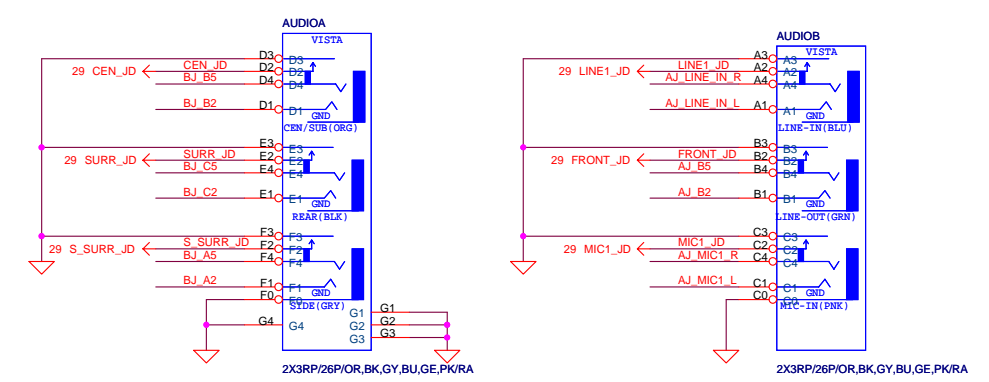 AUDIOA
VISTA
D3 D3
29 CEN_JD CEN_JD D2 D2
BJ_B5 D4 D4
BJ_B2 D1 D1
GND
CEN/SUB(ORG)
E3 E3
29 SURR_JD SURR_JD E2 E2
BJ_C5 E4 E4
BJ_C2 E1 E1
GND
REAR(BLK)
F3 F3
29 S_SURR_JD S_SURR_JD F2 F2
BJ_A5 F4 F4
BJ_A2 F1 F1
GND
F0 F0
SIDE(GRY)
G1 G1
G4 G4 G2 G2
G3 G3
2X3RP/26P/OR,BK,GY,BU,GE,PK/RA
AUDIOB
VISTA
A3 A3
29 LINE1_JD LINE1_JD A2 A2
AJ_LINE_IN_R A4 A4
AJ_LINE_IN_L A1 A1
GND
LINE-IN(BLU)
B3 B3
29 FRONT_JD FRONT_JD B2 B2
AJ_B5 B4 B4
AJ_B2 B1 B1
GND
LINE-OUT(GRN)
C3 C3
29 MIC1_JD MIC1_JD C2 C2
AJ_MIC1_R C4 C4
AJ_MIC1_L C1 C1
GND
C0 C0
MIC-IN(PNK)
2X3RP/26P/OR,BK,GY,BU,GE,PK/RA